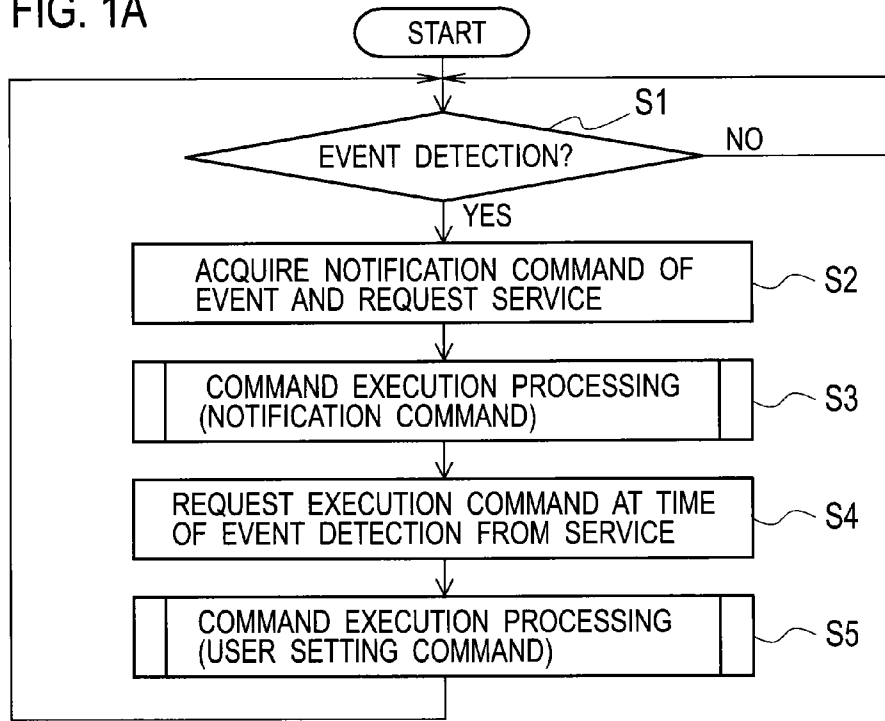 FIG. 1A
START
S1
EVENT DETECTION?
NO
YES
ACQUIRE NOTIFICATION COMMAND OF
EVENT AND REQUEST SERVICE
S2
COMMAND EXECUTION PROCESSING
(NOTIFICATION COMMAND)
S3
REQUEST EXECUTION COMMAND AT TIME
OF EVENT DETECTION FROM SERVICE
S4
COMMAND EXECUTION PROCESSING
(USER SETTING COMMAND)
S5